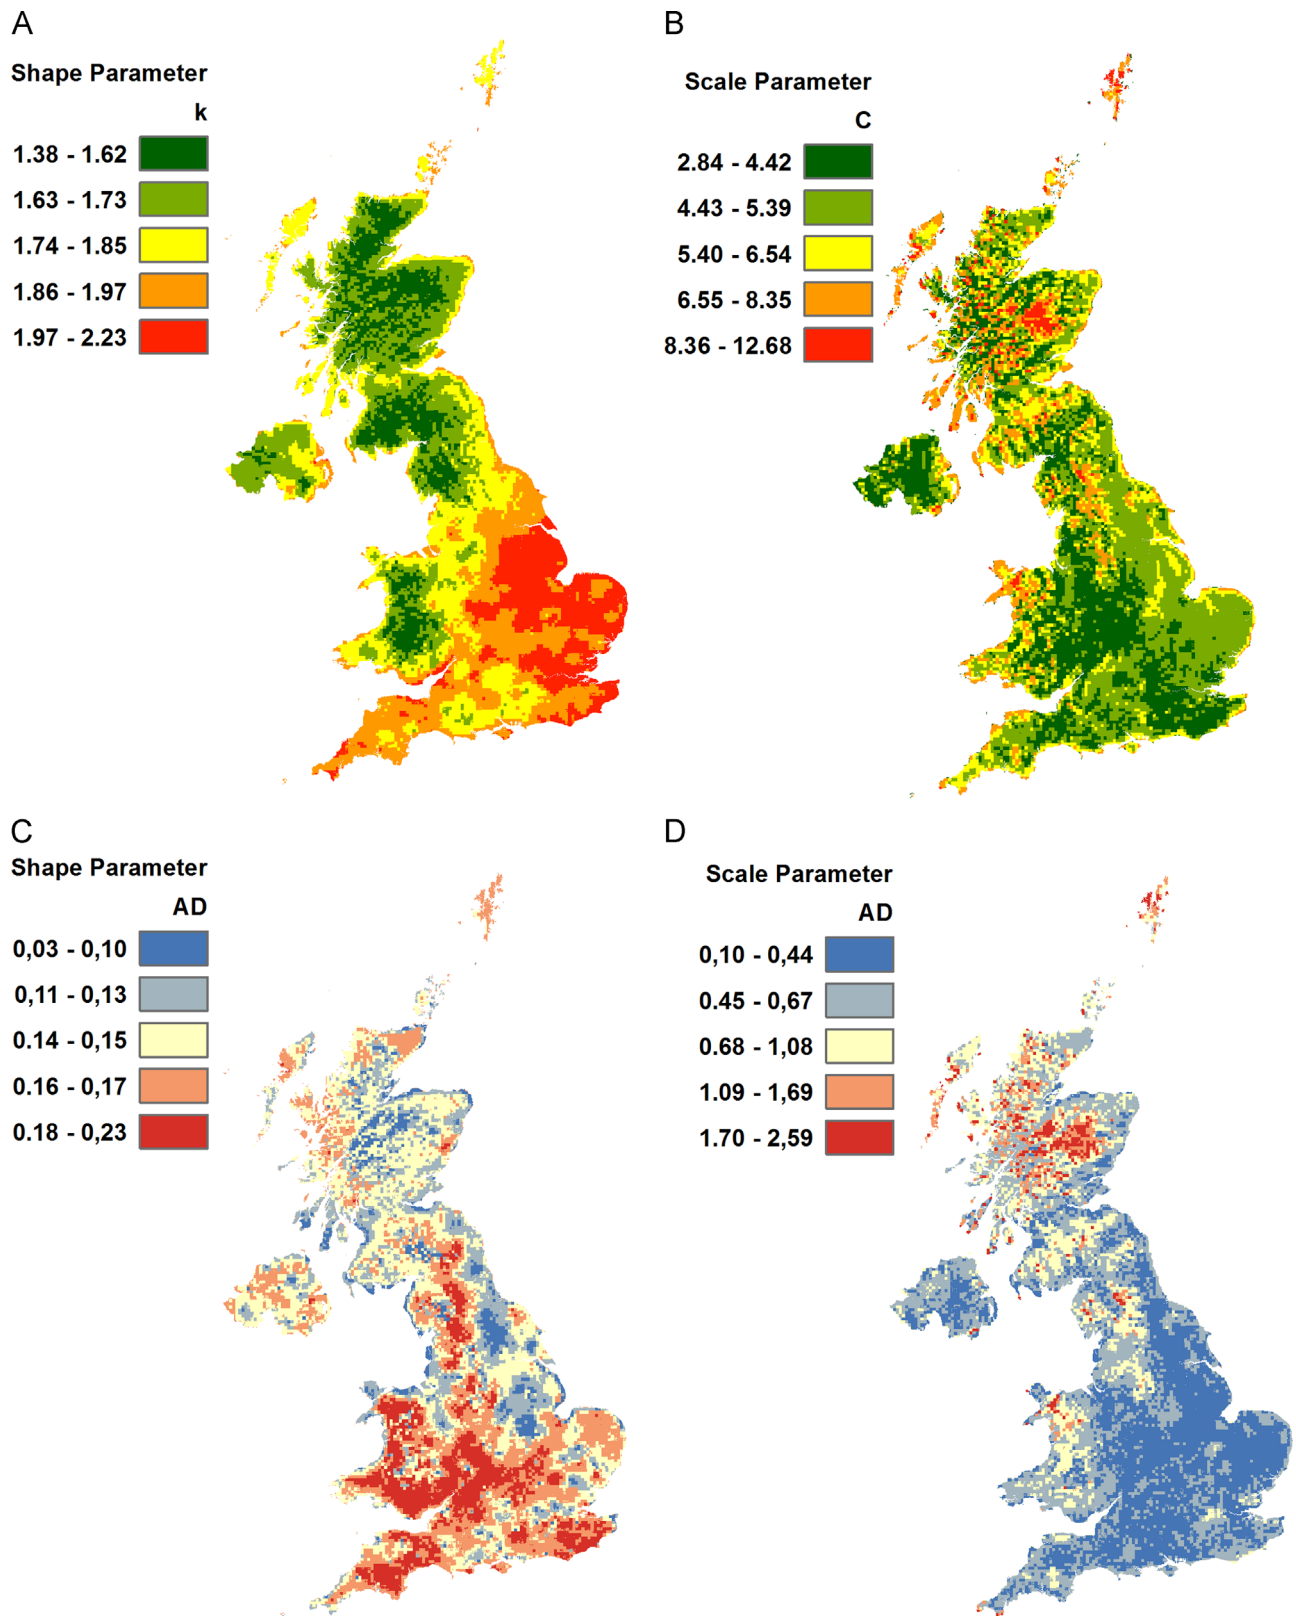 A
Shape Parameter
k
1.38 - 1.62
1.63 - 1.73
1.74 - 1.85
1.86 - 1.97
1.97 - 2.23
B
Scale Parameter
C
2.84 - 4.42
4.43 - 5.39
5.40 - 6.54
6.55 - 8.35
8.36 - 12.68
C
Shape Parameter
AD
0,03 - 0,10
0,11 - 0,13
0.14 - 0,15
0.16 - 0,17
0.18 - 0,23
D
Scale Parameter
AD
0,10 - 0,44
0.45 - 0,67
0.68 - 1,08
1.09 - 1,69
1.70 - 2,59